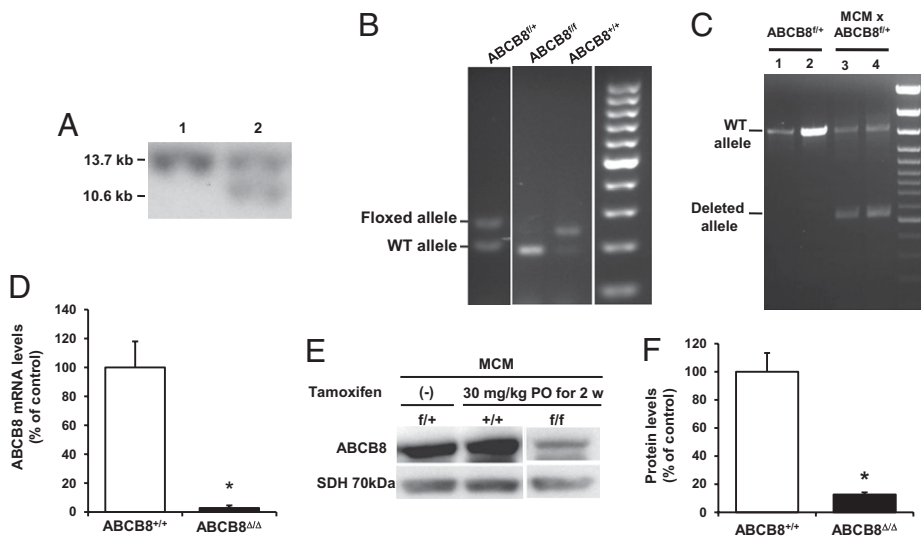 A
1 2
13.7 kb
10.6 kb
B
ABCB8f/+ ABCB8f/f ABCB8+/+
Floxed allele
WT allele
C
ABCB8f/+
MCM x
ABCB8f/+
1 2 3 4
WT
allele
Deleted
allele
D
ABCB8 mRNA levels
(% of control)
140
120
100
80
60
40
20
0
*
ABCB8+/+ ABCB8Δ/Δ
E
MCM
Tamoxifen (-) 30 mg/kg PO for 2 w
f/+ +/+ f/f
ABCB8
SDH 70kDa
F
Protein levels
(% of control)
120
100
80
60
40
20
0
*
ABCB8+/+ ABCB8Δ/Δ